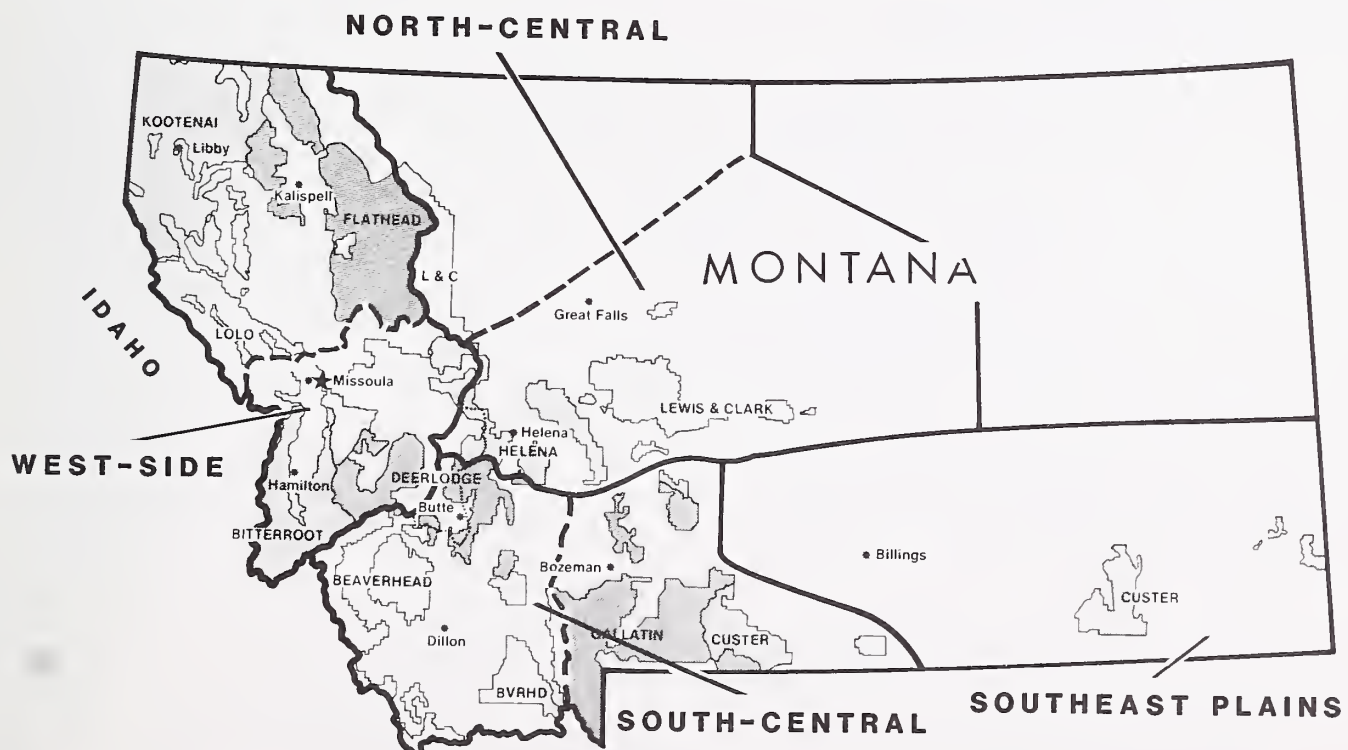 NORTH-CENTRAL
KOOTENAI
Libby
Kalispell
FLATHEAD
L & C
MONTANA
Great Falls
IDAHO
LOLO
Missoula
LEWIS & CLARK
Helena
HELENA
WEST-SIDE
DEERLODGE
Hamilton
Butte
BITTERROOT
Billings
Bozeman
BEAVERHEAD
CUSTER
GALLATIN
CUSTER
Dillon
BVRHD
SOUTHEAST PLAINS
SOUTH-CENTRAL